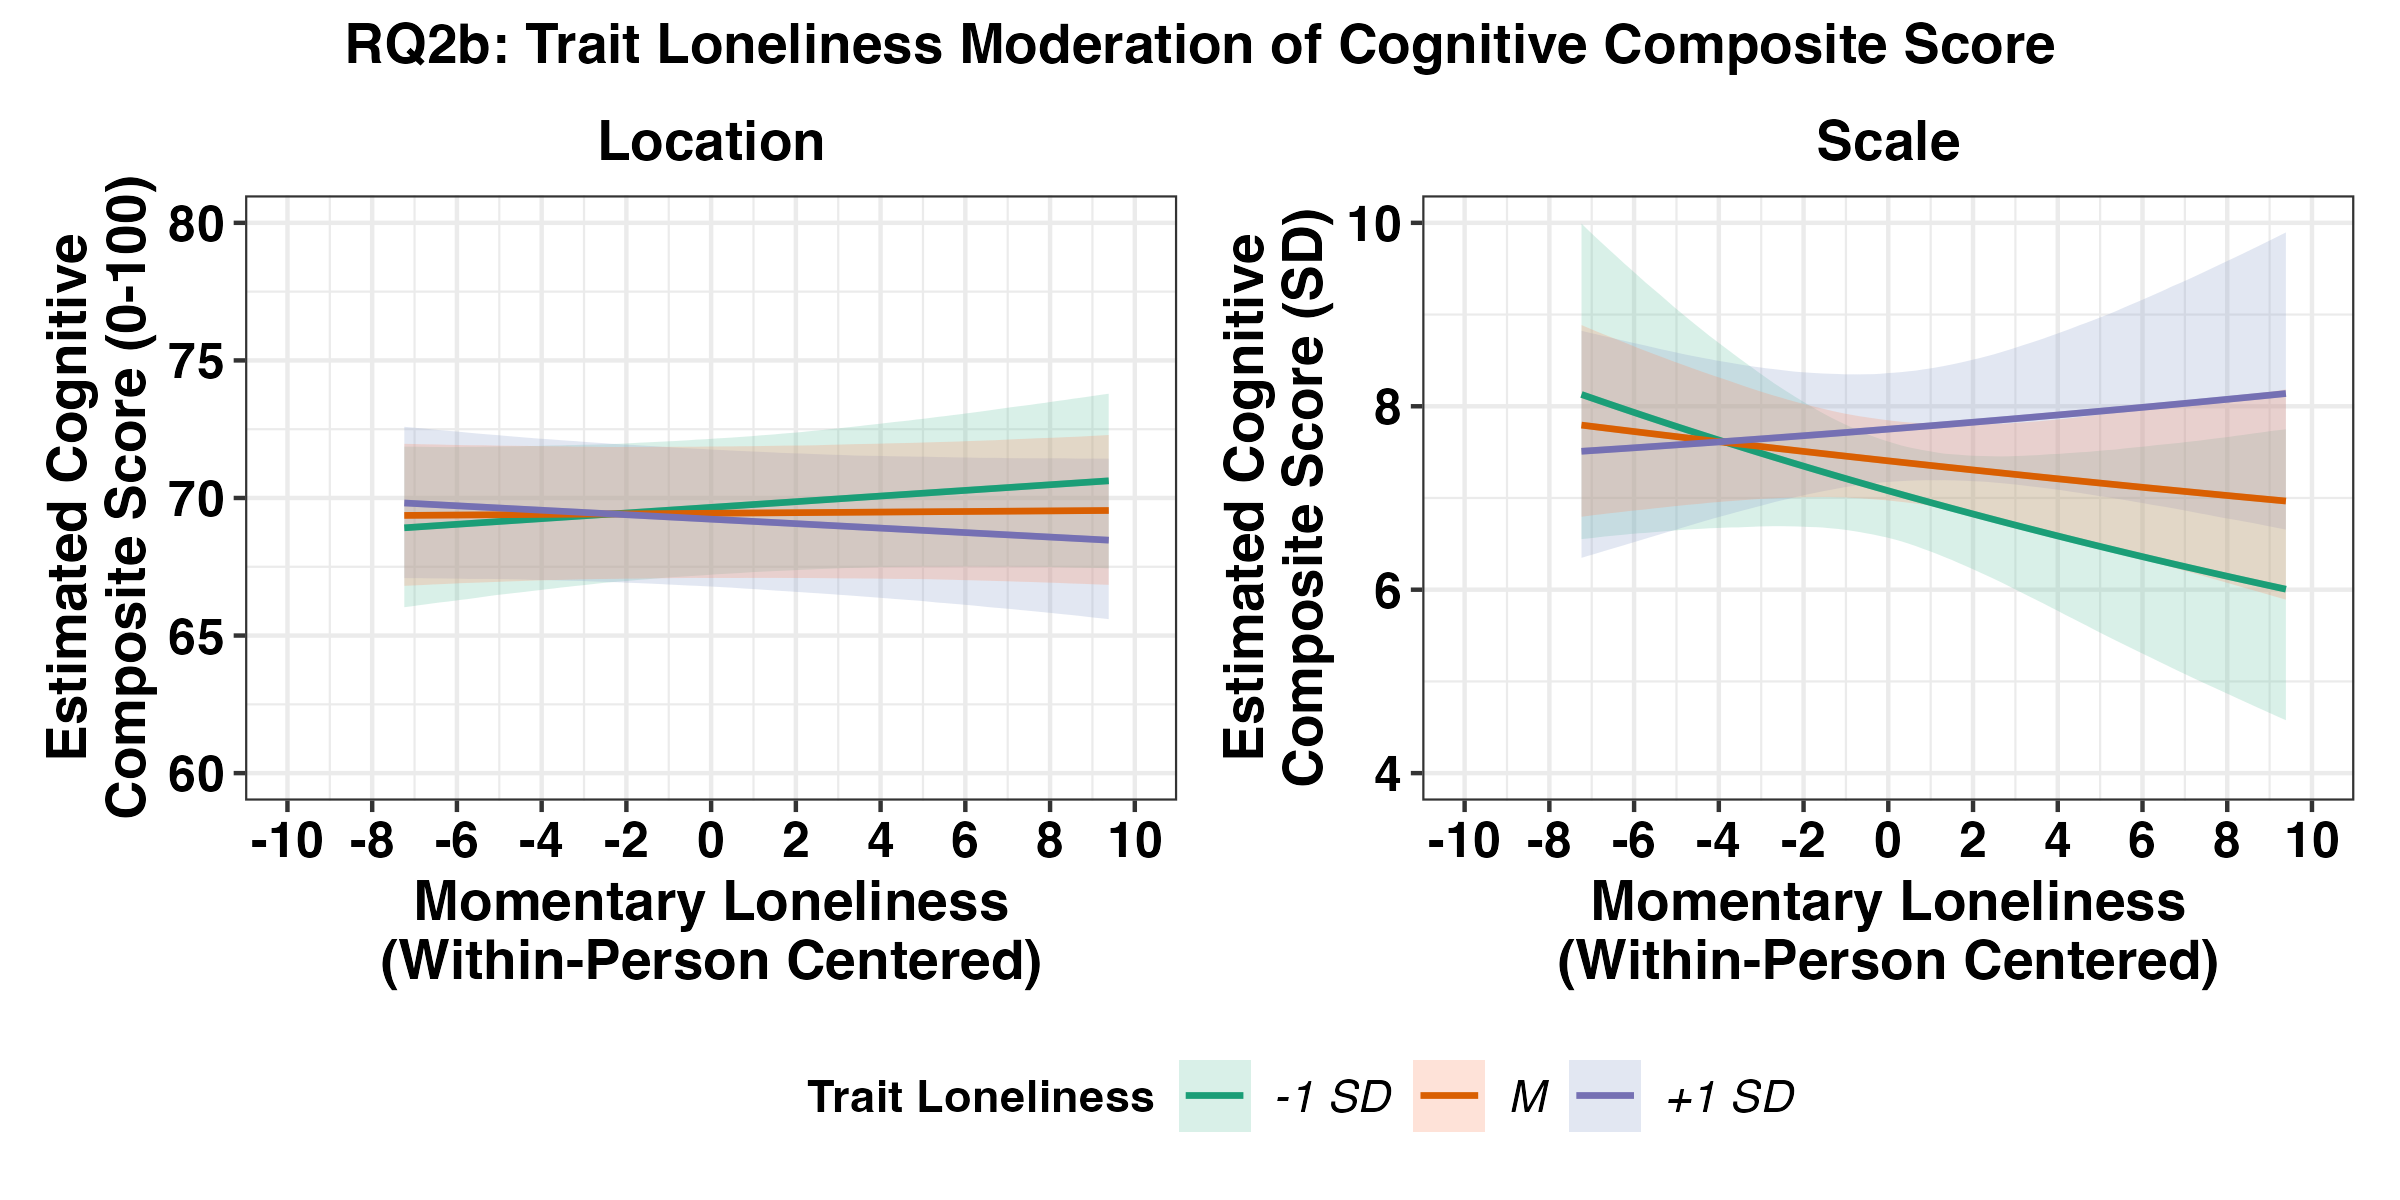 RQ2b: Trait Loneliness Moderation of Cognitive Composite Score
Location
Estimated Cognitive
Composite Score (0-100)
80
75
70
65
60
-10 -8 -6 -4 -2 0 2 4 6 8 10
Momentary Loneliness
(Within-Person Centered)
Scale
Estimated Cognitive
Composite Score (SD)
10
8
6
4
-10 -8 -6 -4 -2 0 2 4 6 8 10
Momentary Loneliness
(Within-Person Centered)
Trait Loneliness -1 SD M +1 SD